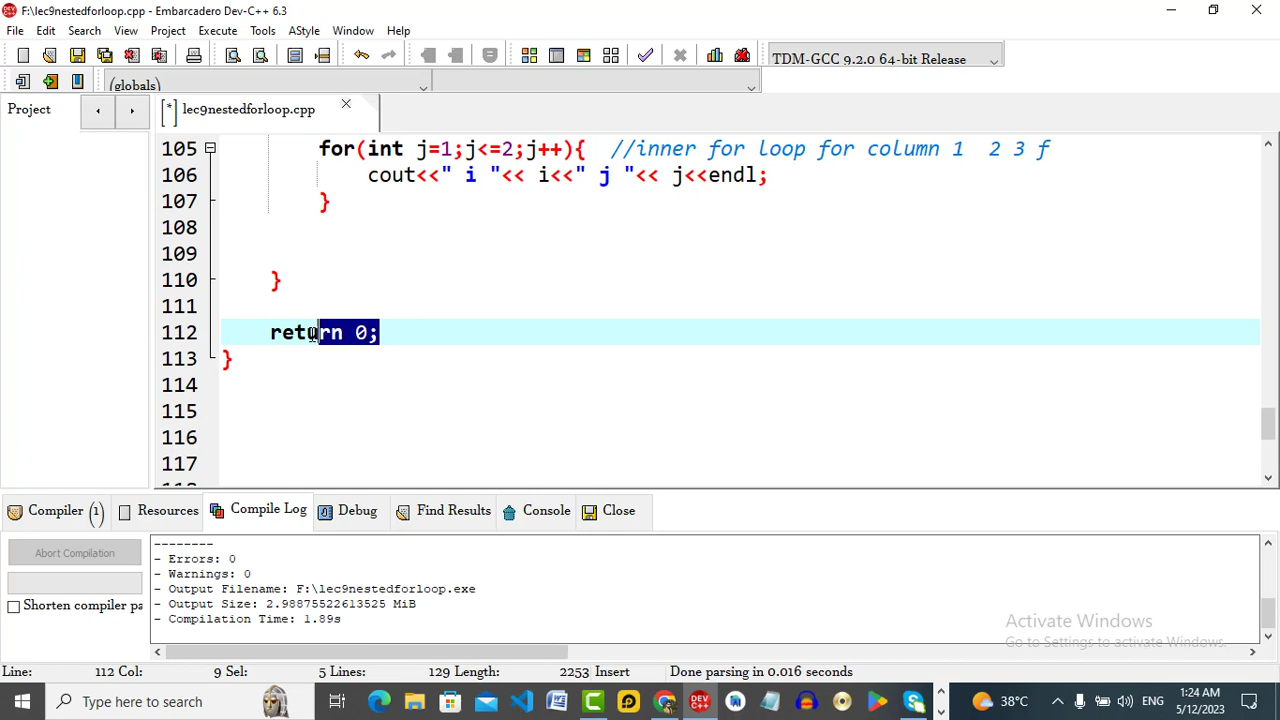 F:\lec9nestedforloop.cpp - Embarcadero Dev-C++ 6.3
File Edit Search View Project Execute Tools AStyle Window Help
TDM-GCC 9.2.0 64-bit Release
(globals)
Project
[*] lec9nestedforloop.cpp
105 for(int j=1;j<=2;j++){ //inner for loop for column 1 2 3 f
106 cout<<" i "<< i<<" j "<< j<<endl;
107 }
108
109
110 }
111
112 return 0;
113 }
114
115
116
117
Compiler (1) Resources Compile Log Debug Find Results Console Close
Abort Compilation
Shorten compiler pa
--------
- Errors: 0
- Warnings: 0
- Output Filename: F:\lec9nestedforloop.exe
- Output Size: 2.98875522613525 MiB
- Compilation Time: 1.89s
Activate Windows
Go to Settings to activate Windows.
Line: 112 Col: 9 Sel: 5 Lines: 129 Length: 2253 Insert Done parsing in 0.016 seconds
Type here to search
38°C
ENG
1:24 AM
5/12/2023